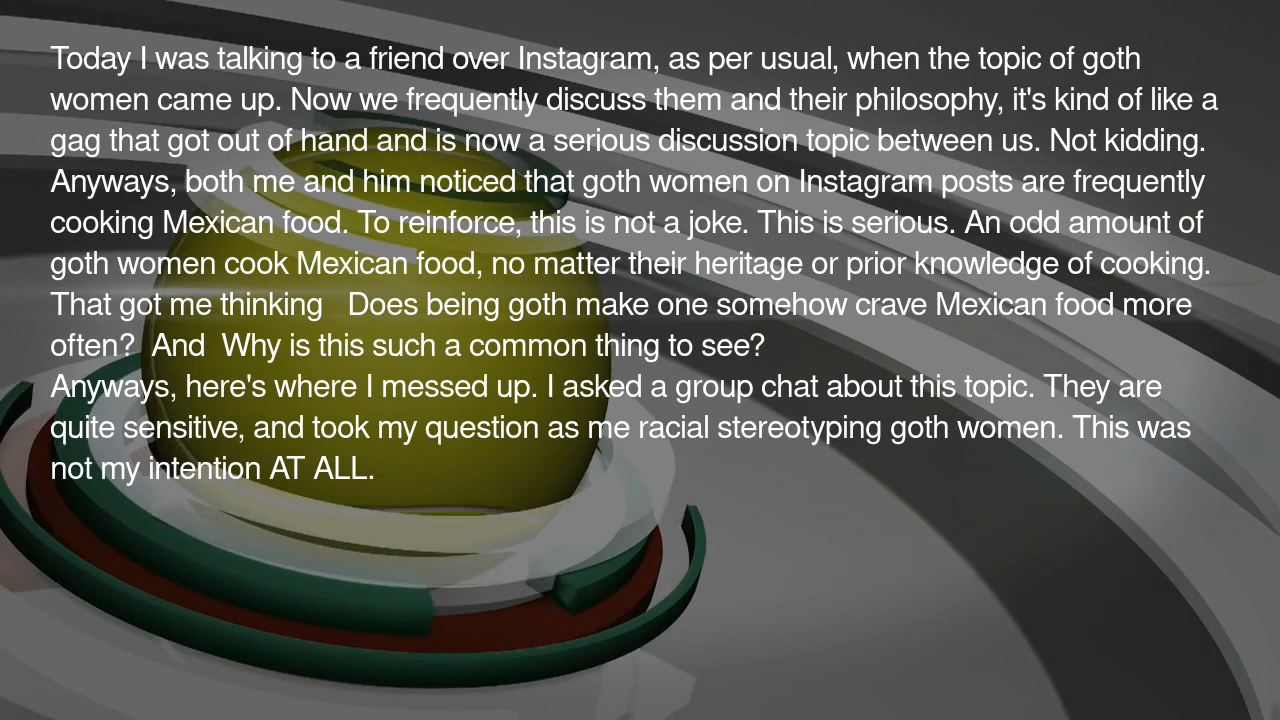 Today I was talking to a friend over Instagram, as per usual, when the topic of goth
women came up. Now we frequently discuss them and their philosophy, it's kind of like a
gag that got out of hand and is now a serious discussion topic between us. Not kidding.
Anyways, both me and him noticed that goth women on Instagram posts are frequently
cooking Mexican food. To reinforce, this is not a joke. This is serious. An odd amount of
goth women cook Mexican food, no matter their heritage or prior knowledge of cooking.
That got me thinking   Does being goth make one somehow crave Mexican food more
often?  And  Why is this such a common thing to see?
Anyways, here's where I messed up. I asked a group chat about this topic. They are
quite sensitive, and took my question as me racial stereotyping goth women. This was
not my intention AT ALL.